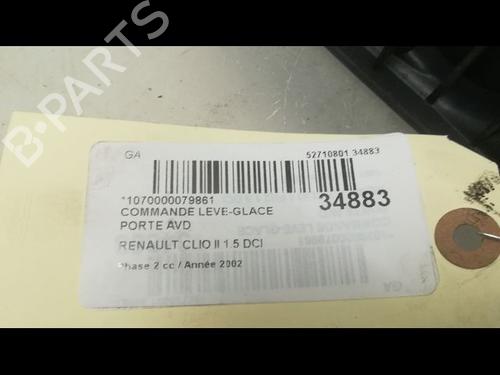 B-PARTS
GA
52710801 34883
*1070000079861
34883
COMMANDE LEVE-GLACE
PORTE AVD
RENAULT CLIO II 1.5 DCI
Phase 2 cc / Année 2002
GA